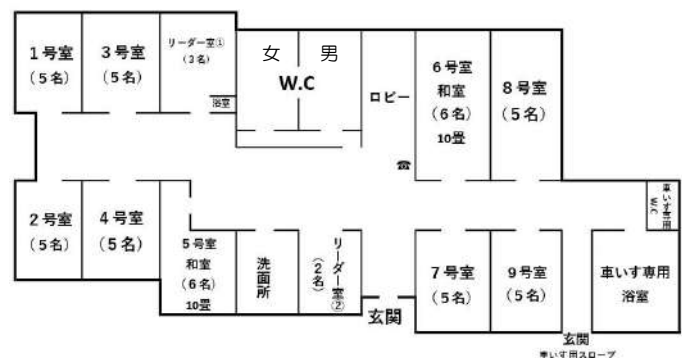 1号室
(5名)
3号室
(5名)
リーダー室①
(3名)
浴室
女
男
W.C
ロビー
6号室
和室
(6名)
10畳
☎
8号室
(5名)
車いす専用
W.C
2号室
(5名)
4号室
(5名)
5号室
和室
(6名)
10畳
洗面所
リーダー室②
(2名)
玄関
7号室
(5名)
9号室
(5名)
車いす専用
浴室
玄関
車いす用スロープ